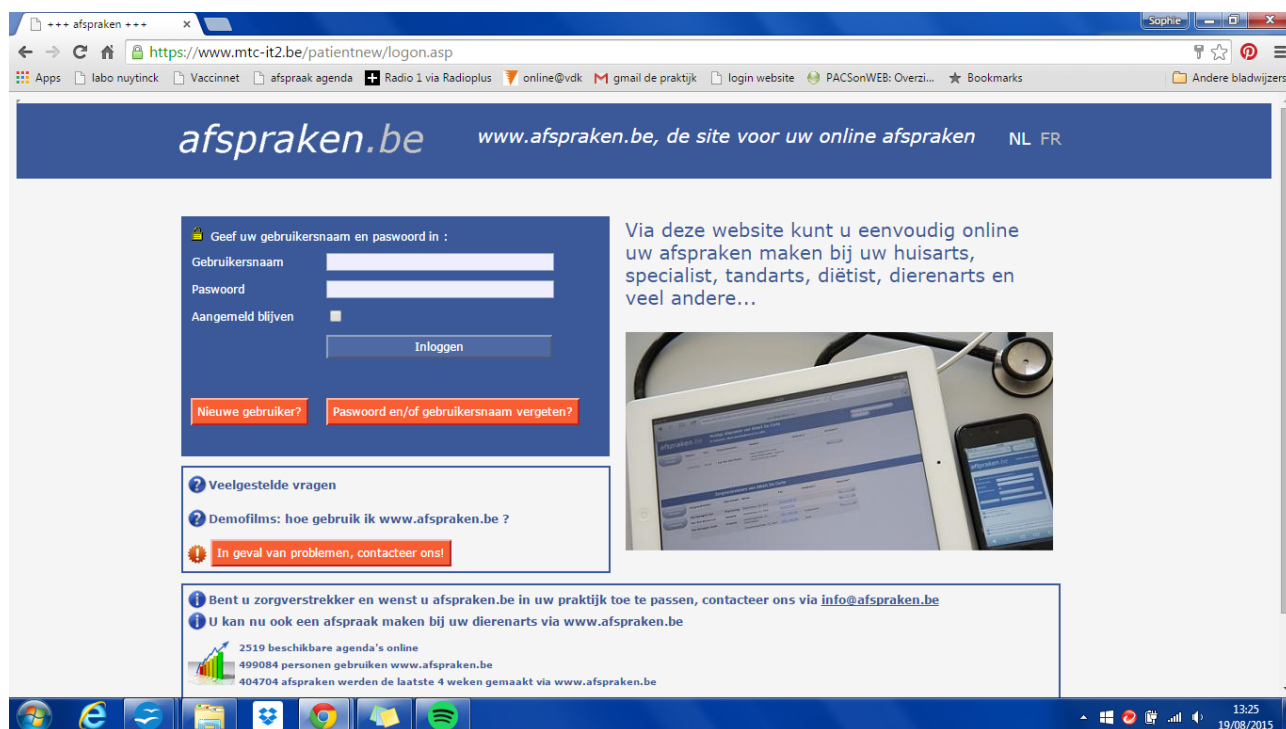 +++ afspraken +++
Sophie
https://www.mtc-it2.be/patientnew/logon.asp
Apps labo nuytinck Vaccinnet afspraak agenda Radio 1 via Radioplus online@vdk gmail de praktijk login website PACSonWEB: Overzi... Bookmarks Andere bladwijzers
afspraken.be www.afspraken.be, de site voor uw online afspraken NL FR
Geef uw gebruikersnaam en paswoord in :
Gebruikersnaam
Paswoord
Aangemeld blijven
Inloggen
Nieuwe gebruiker? Paswoord en/of gebruikersnaam vergeten?
Via deze website kunt u eenvoudig online
uw afspraken maken bij uw huisarts,
specialist, tandarts, diëtist, dierenarts en
veel andere...
afspraken.be
afspraken.be
Veelgestelde vragen
Demofilms: hoe gebruik ik www.afspraken.be ?
In geval van problemen, contacteer ons!
Bent u zorgverstrekker en wenst u afspraken.be in uw praktijk toe te passen, contacteer ons via info@afspraken.be
U kan nu ook een afspraak maken bij uw dierenarts via www.afspraken.be
2519 beschikbare agenda's online
499084 personen gebruiken www.afspraken.be
404704 afspraken werden de laatste 4 weken gemaakt via www.afspraken.be
13:25
19/08/2015